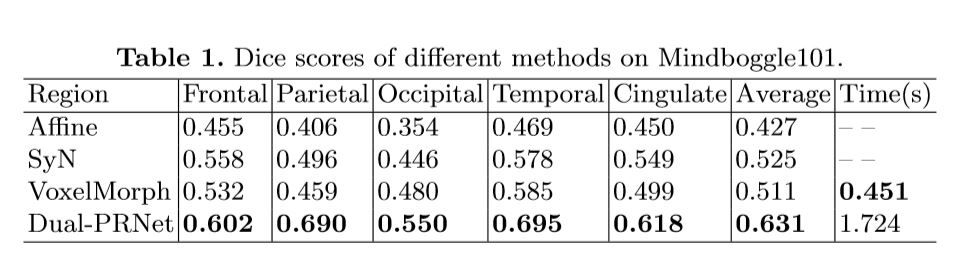 Table 1. Dice scores of different methods on Mindboggle101.
Region Frontal Parietal Occipital Temporal Cingulate Average Time(s)
Affine 0.455 0.406 0.354 0.469 0.450 0.427 – –
SyN 0.558 0.496 0.446 0.578 0.549 0.525 – –
VoxelMorph 0.532 0.459 0.480 0.585 0.499 0.511 0.451
Dual-PRNet 0.602 0.690 0.550 0.695 0.618 0.631 1.724